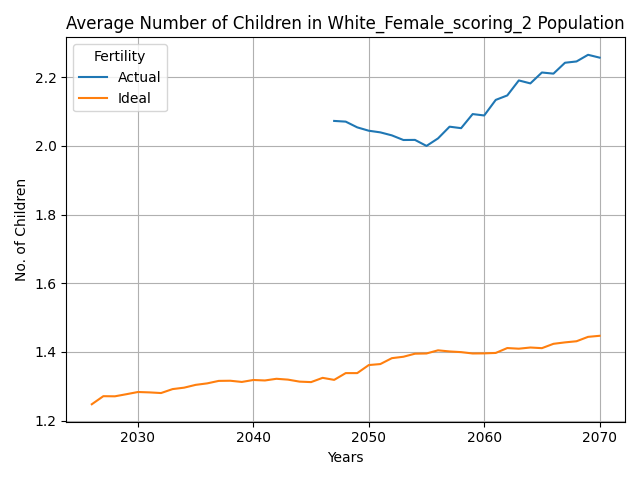 Average Number of Children in White_Female_scoring_2 Population
Fertility
Actual
Ideal
No. of Children
2.2
2.0
1.8
1.6
1.4
1.2
2030
2040
2050
2060
2070
Years